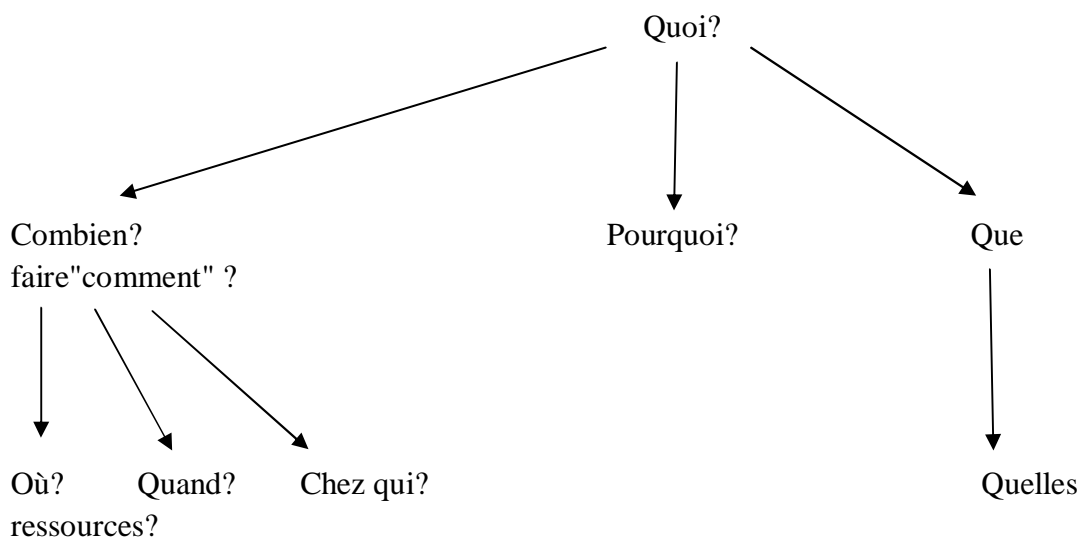 Quoi?
Combien? Pourquoi? Que
faire"comment" ?
Où? Quand? Chez qui? Quelles
ressources?